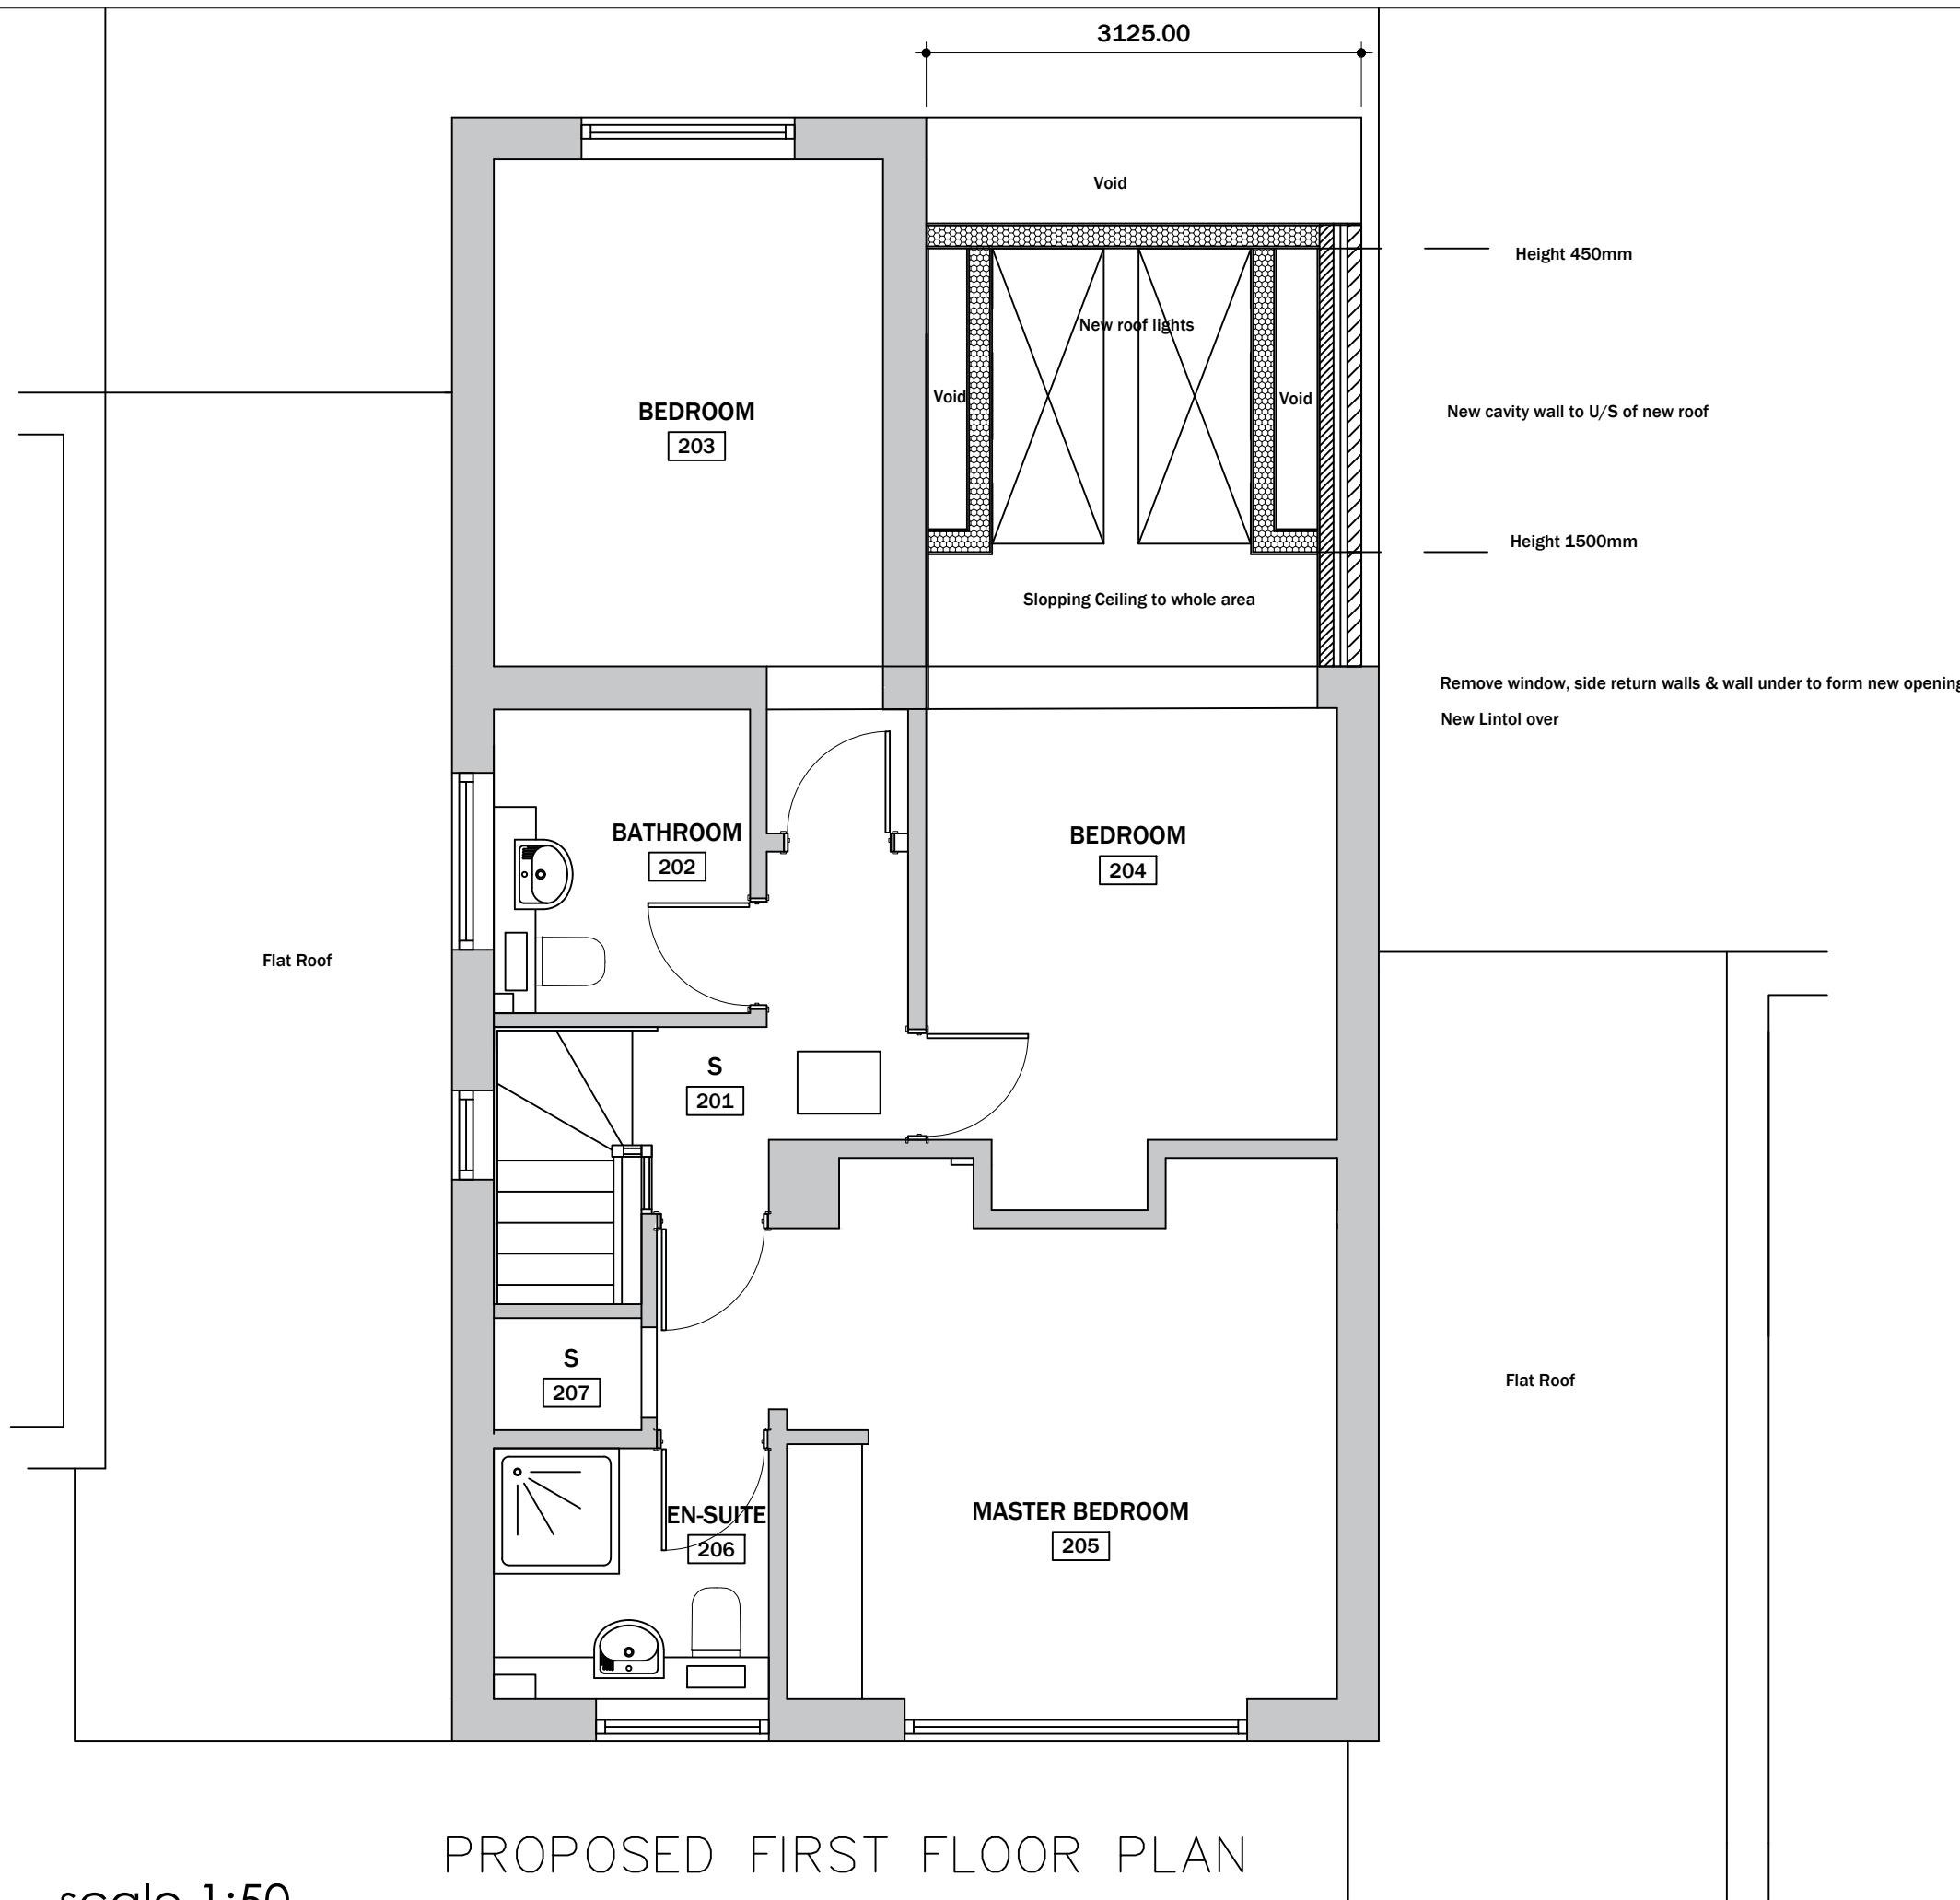 3125.00
Void
Height 450mm
New roof lights
Void
Void
BEDROOM
203
New cavity wall to U/S of new roof
Height 1500mm
Slopping Ceiling to whole area
Remove window, side return walls & wall under to form new opening
New Lintol over
BATHROOM
202
BEDROOM
204
Flat Roof
S
201
S
207
Flat Roof
EN-SUITE
206
MASTER BEDROOM
205
PROPOSED FIRST FLOOR PLAN
scale 1:50